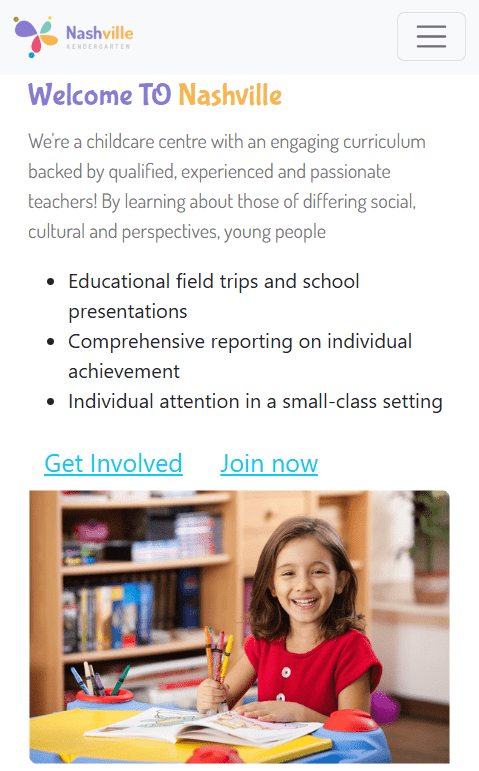 Nashville
KENDERGARTEN
Welcome TO Nashville
We're a childcare centre with an engaging curriculum
backed by qualified, experienced and passionate
teachers! By learning about those of differing social,
cultural and perspectives, young people
Educational field trips and school
presentations
Comprehensive reporting on individual
achievement
Individual attention in a small-class setting
Get Involved Join now